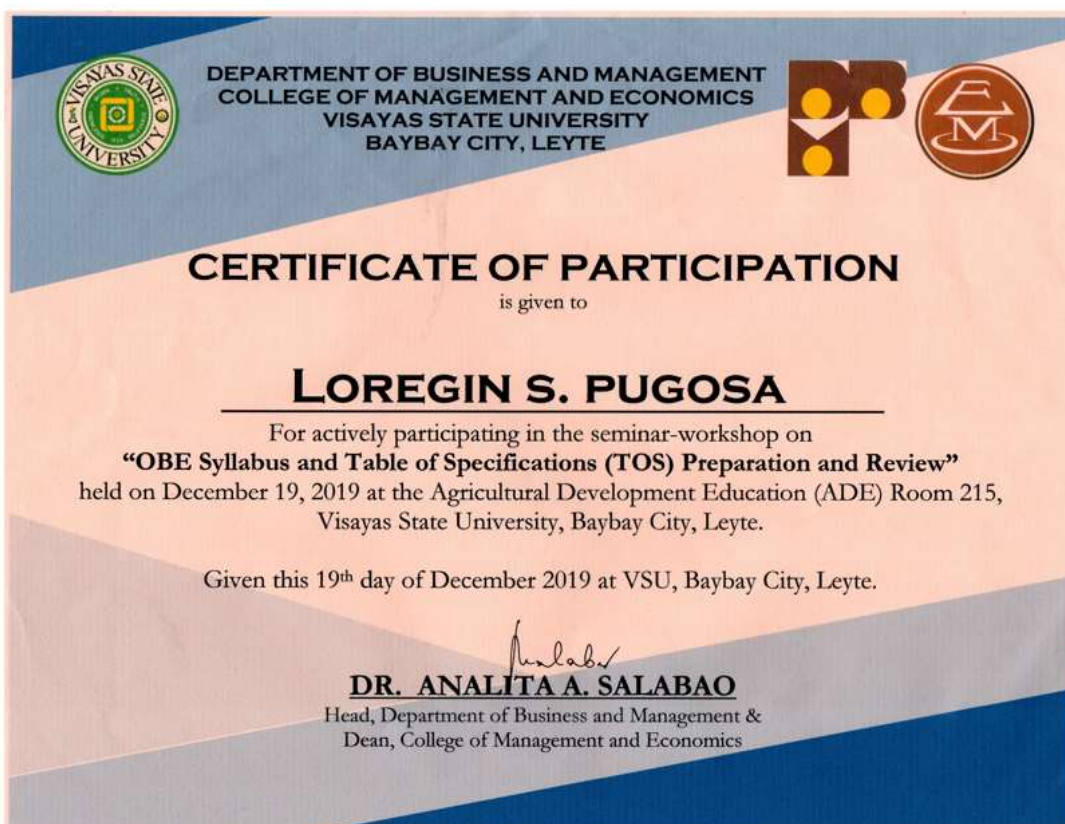 DEPARTMENT OF BUSINESS AND MANAGEMENT
COLLEGE OF MANAGEMENT AND ECONOMICS
VISAYAS STATE UNIVERSITY
BAYBAY CITY, LEYTE
VISAYAS STATE
UNIVERSITY
CERTIFICATE OF PARTICIPATION
is given to
LOREGIN S. PUGOSA
For actively participating in the seminar-workshop on
“OBE Syllabus and Table of Specifications (TOS) Preparation and Review”
held on December 19, 2019 at the Agricultural Development Education (ADE) Room 215,
Visayas State University, Baybay City, Leyte.
Given this 19th day of December 2019 at VSU, Baybay City, Leyte.
DR. ANALITA A. SALABAO
Head, Department of Business and Management &
Dean, College of Management and Economics